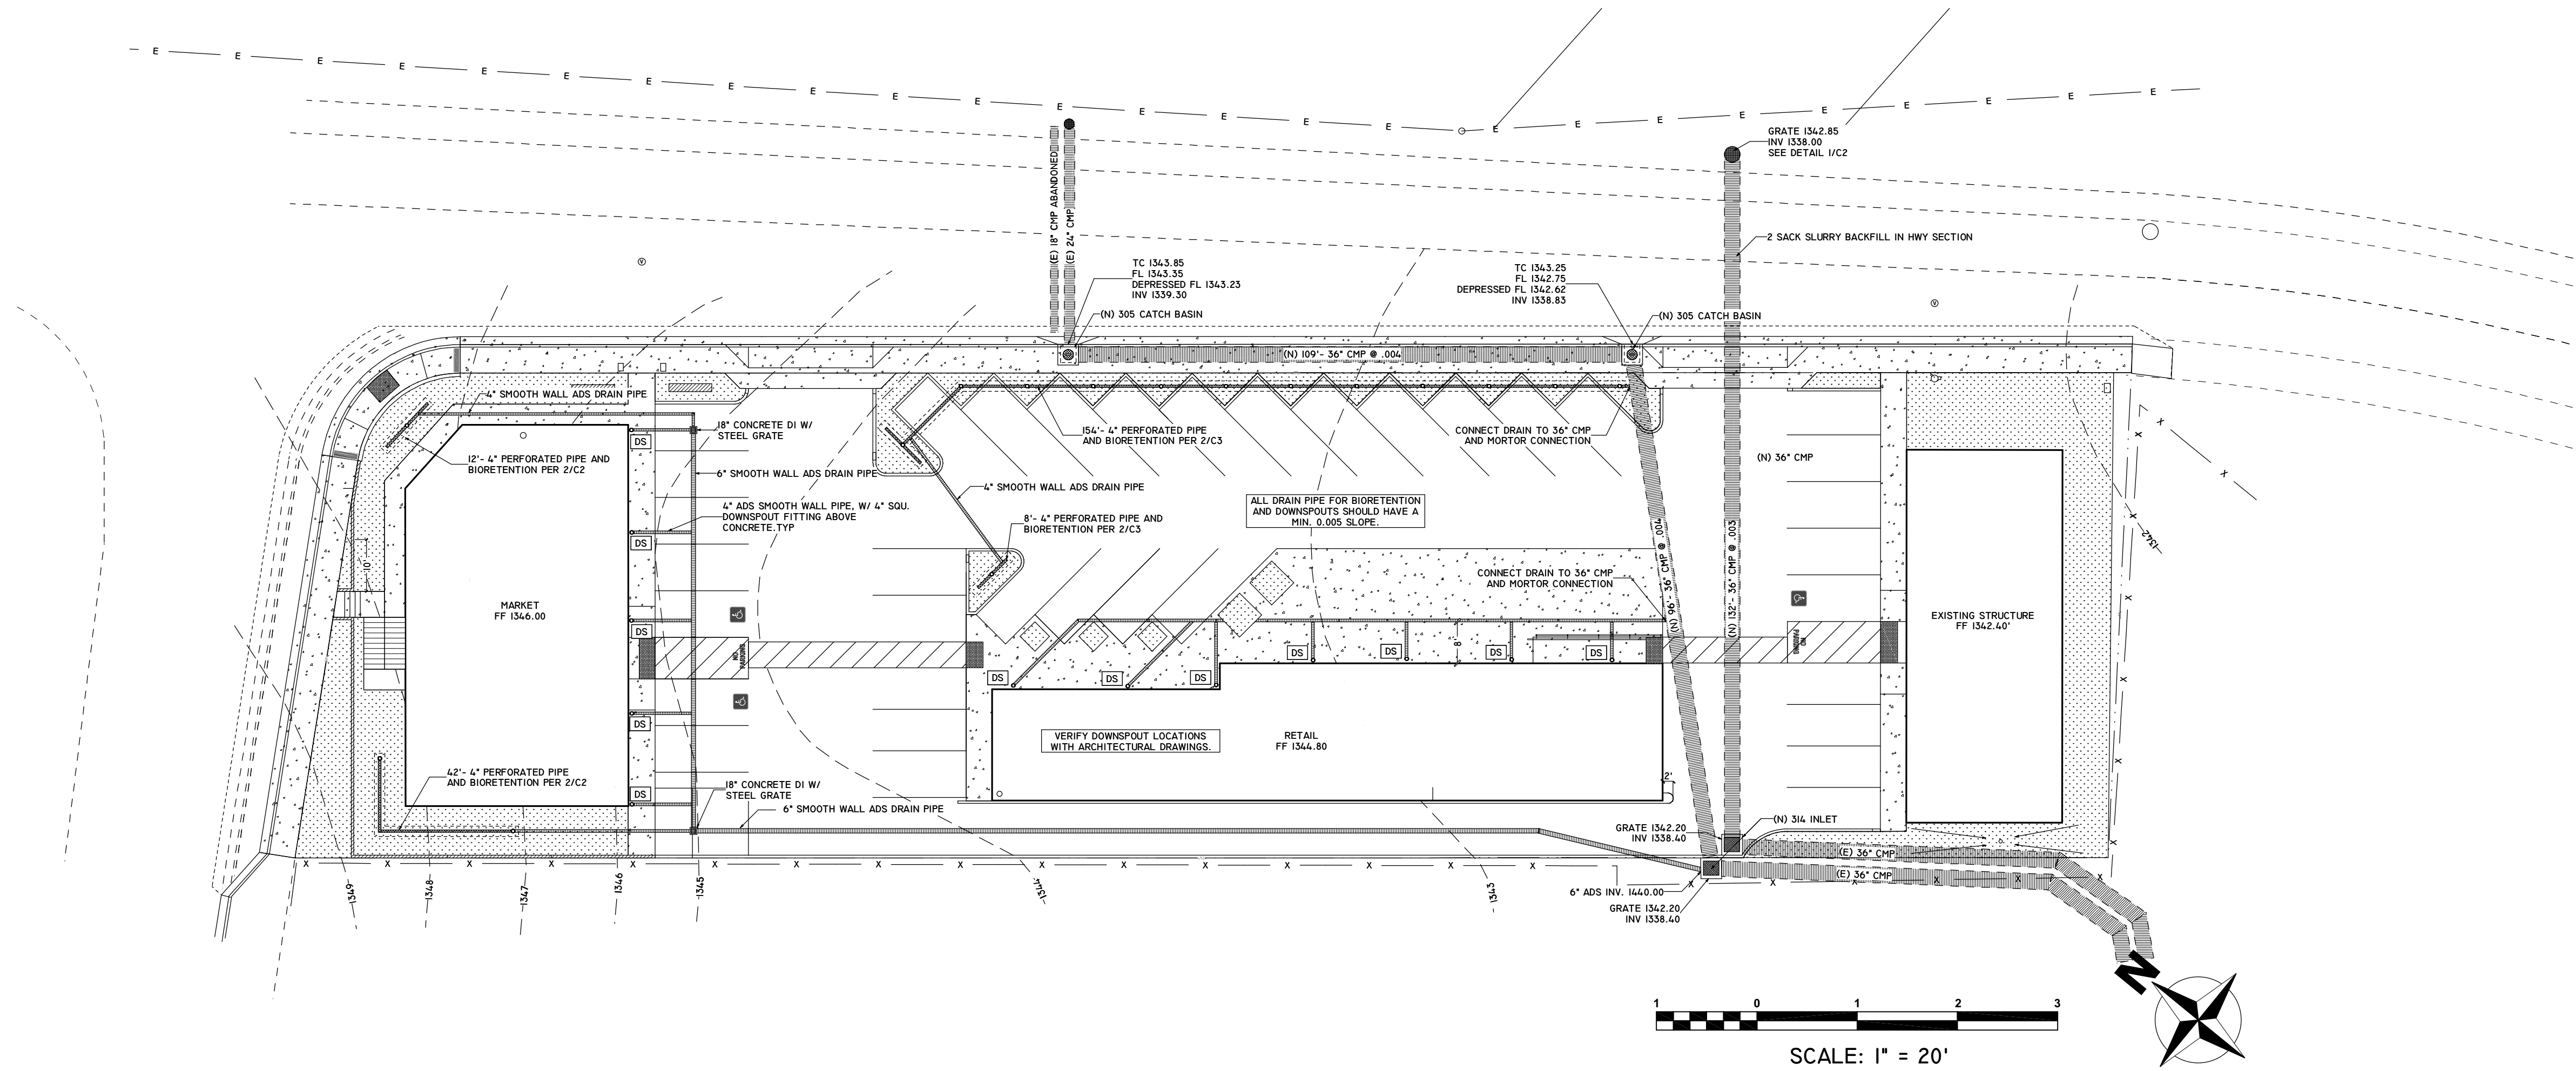 E E E E E E E E E E E E E E E E E E E E E E E E E
GRATE 1342.85
INV 1338.00
SEE DETAIL 1/C2
(E) 18" CMP ABANDONED
(E) 24" CMP
2 SACK SLURRY BACKFILL IN HWY SECTION
TC 1343.85
FL 1343.35
DEPRESSED FL 1343.23
INV 1339.30
(N) 305 CATCH BASIN
TC 1343.25
FL 1342.75
DEPRESSED FL 1342.62
INV 1338.83
(N) 305 CATCH BASIN
(N) 109'- 36" CMP @ .004
4" SMOOTH WALL ADS DRAIN PIPE
18" CONCRETE DI W/
STEEL GRATE
DS
12'- 4" PERFORATED PIPE AND
BIORETENTION PER 2/C2
6" SMOOTH WALL ADS DRAIN PIPE
154'- 4" PERFORATED PIPE
AND BIORETENTION PER 2/C3
CONNECT DRAIN TO 36" CMP
AND MORTOR CONNECTION
(N) 36" CMP
4" SMOOTH WALL ADS DRAIN PIPE
4" ADS SMOOTH WALL PIPE, W/ 4" SQU.
DOWNSPOUT FITTING ABOVE
CONCRETE.TYP
DS
8'- 4" PERFORATED PIPE AND
BIORETENTION PER 2/C3
ALL DRAIN PIPE FOR BIORETENTION
AND DOWNSPOUTS SHOULD HAVE A
MIN. 0.005 SLOPE.
(N) 96'- 36" CMP @ .004
(N) 132'- 36" CMP @ .003
1342
10'
CONNECT DRAIN TO 36" CMP
AND MORTOR CONNECTION
MARKET
FF 1346.00
EXISTING STRUCTURE
FF 1342.40'
DS
NO
PARKING
8'
NO
PARKING
DS
DS
DS
DS
DS
DS
DS
DS
VERIFY DOWNSPOUT LOCATIONS
WITH ARCHITECTURAL DRAWINGS.
RETAIL
FF 1344.80
2'
42'- 4" PERFORATED PIPE
AND BIORETENTION PER 2/C2
DS
18" CONCRETE DI W/
STEEL GRATE
6" SMOOTH WALL ADS DRAIN PIPE
GRATE 1342.20
INV 1338.40
(N) 314 INLET
(E) 36" CMP
(E) 36" CMP
6" ADS INV. 1440.00
GRATE 1342.20
INV 1338.40
1349
1348
1347
1346
1345
1344
1343
N
1 0 1 2 3
SCALE: 1" = 20'